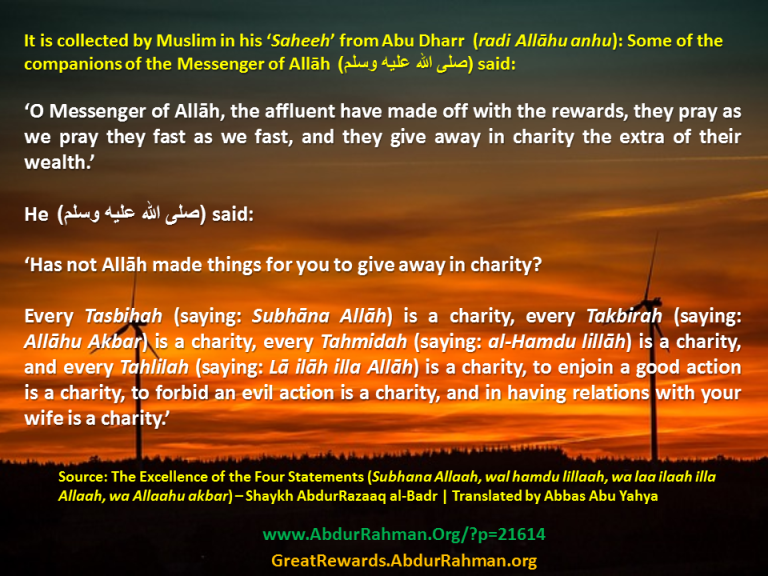 It is collected by Muslim in his ‘Saheeh’ from Abu Dharr (radi Allāhu anhu): Some of the
companions of the Messenger of Allāh (صلى الله عليه وسلم) said:
‘O Messenger of Allāh, the affluent have made off with the rewards, they pray as
we pray they fast as we fast, and they give away in charity the extra of their
wealth.’
He (صلى الله عليه وسلم) said:
‘Has not Allāh made things for you to give away in charity?
Every Tasbihah (saying: Subhāna Allāh) is a charity, every Takbirah (saying:
Allāhu Akbar) is a charity, every Tahmidah (saying: al-Hamdu lillāh) is a charity,
and every Tahlilah (saying: Lā ilāh illa Allāh) is a charity, to enjoin a good action
is a charity, to forbid an evil action is a charity, and in having relations with your
wife is a charity.’
Source: The Excellence of the Four Statements (Subhana Allaah, wal hamdu lillaah, wa laa ilaah illa
Allaah, wa Allaahu akbar) – Shaykh AbdurRazaaq al-Badr | Translated by Abbas Abu Yahya
www.AbdurRahman.Org/?p=21614
GreatRewards.AbdurRahman.org